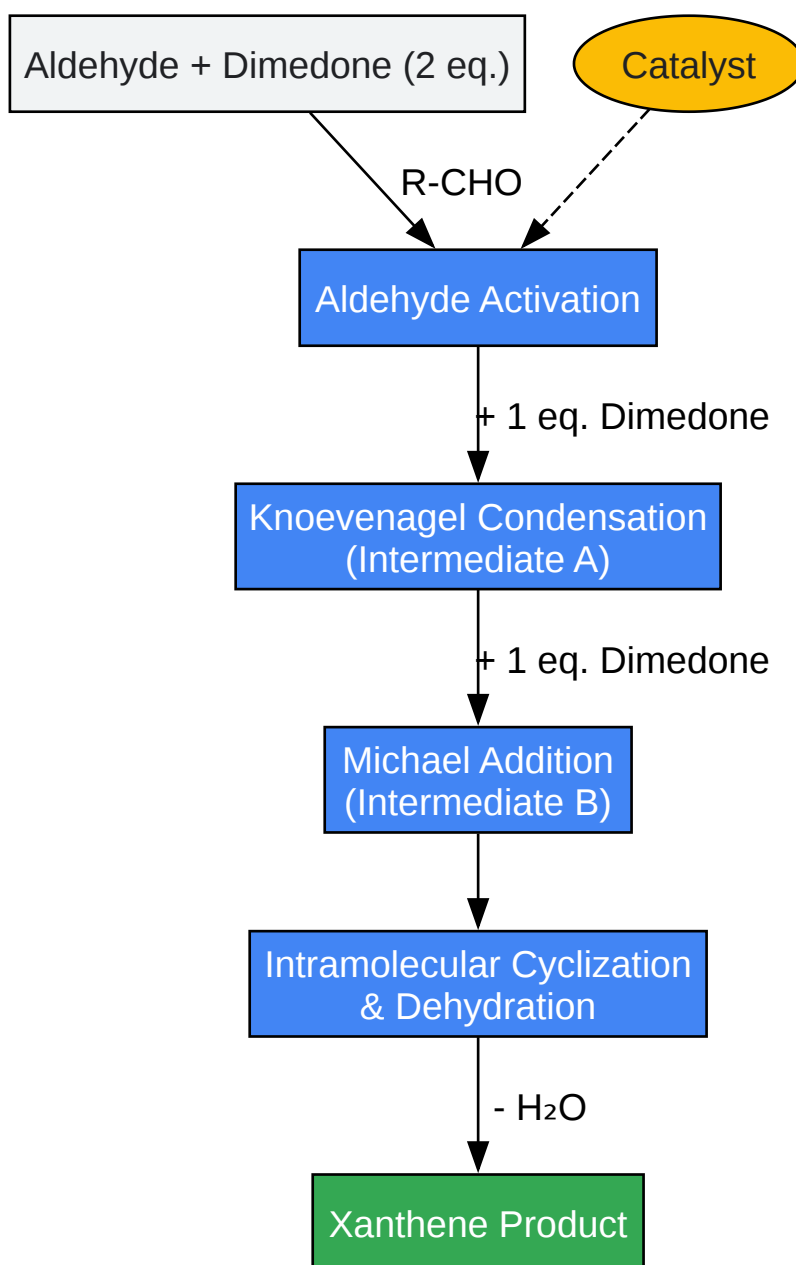 Aldehyde + Dimedone (2 eq.)
Catalyst
R-CHO
Aldehyde Activation
+ 1 eq. Dimedone
Knoevenagel Condensation
(Intermediate A)
+ 1 eq. Dimedone
Michael Addition
(Intermediate B)
Intramolecular Cyclization
& Dehydration
- H₂O
Xanthene Product